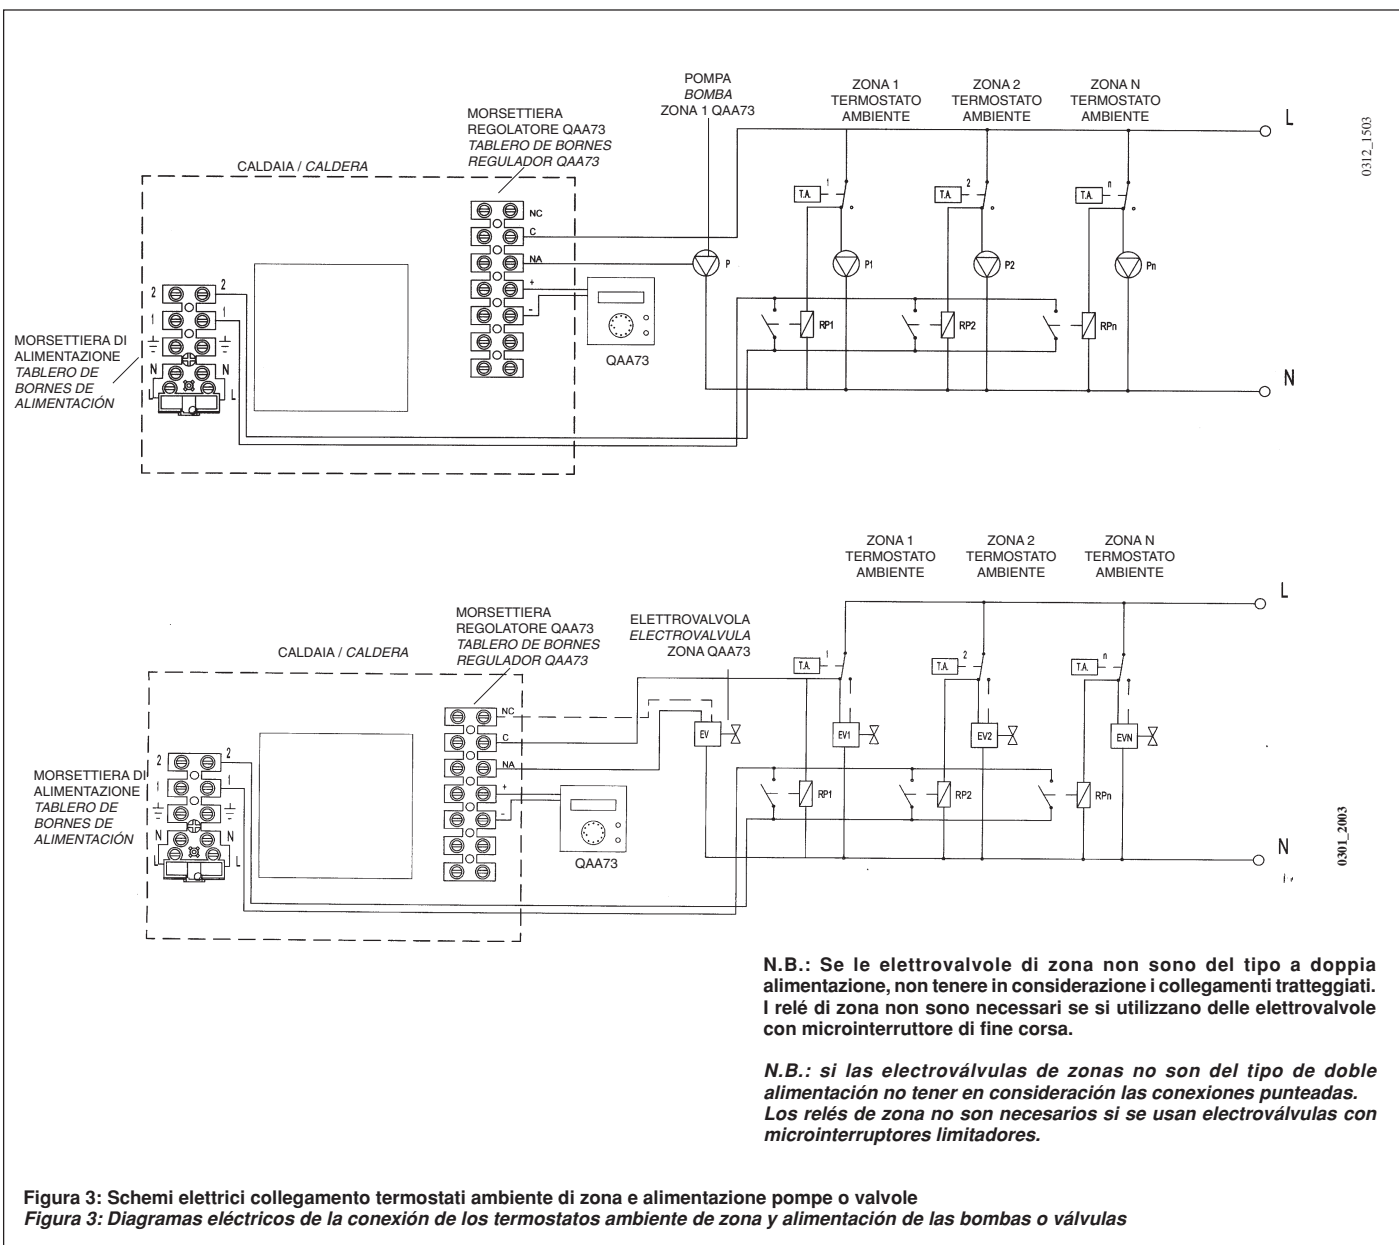 POMPA
BOMBA
ZONA 1 QAA73
ZONA 1
TERMOSTATO
AMBIENTE
ZONA 2
TERMOSTATO
AMBIENTE
ZONA N
TERMOSTATO
AMBIENTE
L
0312_1503
MORSETTIERA
REGOLATORE QAA73
TABLERO DE BORNES
REGULADOR QAA73
CALDAIA / CALDERA
NC
C
NA
+
-
QAA73
P
T.A.
1
P1
T.A.
2
P2
T.A.
n
Pn
RP1
RP2
RPn
N
2
2
1
1
N
N
L
L
MORSETTIERA DI
ALIMENTAZIONE
TABLERO DE
BORNES DE
ALIMENTACIÓN
ZONA 1
TERMOSTATO
AMBIENTE
ZONA 2
TERMOSTATO
AMBIENTE
ZONA N
TERMOSTATO
AMBIENTE
L
MORSETTIERA
REGOLATORE QAA73
TABLERO DE BORNES
REGULADOR QAA73
ELETTROVALVOLA
ELECTROVALVULA
ZONA QAA73
CALDAIA / CALDERA
NC
C
NA
+
-
QAA73
EV
T.A.
1
EV1
T.A.
2
EV2
T.A.
n
EVN
RP1
RP2
RPn
N
0301_2003
2
2
1
1
N
N
L
L
MORSETTIERA DI
ALIMENTAZIONE
TABLERO DE
BORNES DE
ALIMENTACIÓN
N.B.: Se le elettrovalvole di zona non sono del tipo a doppia
alimentazione, non tenere in considerazione i collegamenti tratteggiati.
I relé di zona non sono necessari se si utilizzano delle elettrovalvole
con microinterruttore di fine corsa.
N.B.: si las electroválvulas de zonas no son del tipo de doble
alimentación no tener en consideración las conexiones punteadas.
Los relés de zona no son necesarios si se usan electroválvulas con
microinterruptores limitadores.
Figura 3: Schemi elettrici collegamento termostati ambiente di zona e alimentazione pompe o valvole
Figura 3: Diagramas eléctricos de la conexión de los termostatos ambiente de zona y alimentación de las bombas o válvulas